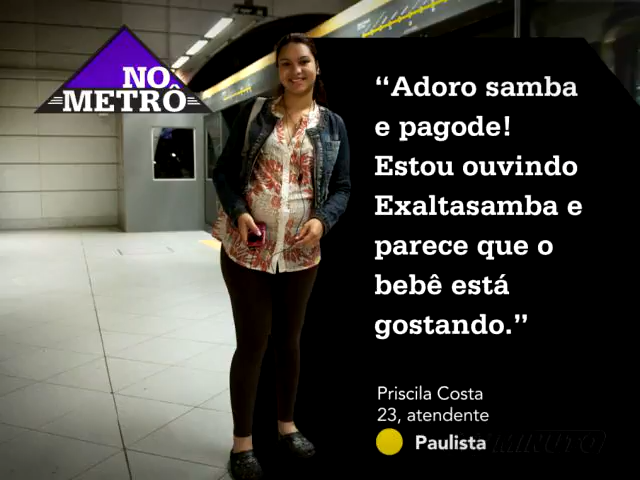 NO
METRÔ
“Adoro samba
e pagode!
Estou ouvindo
Exaltasamba e
parece que o
bebê está
gostando.”
Priscila Costa
23, atendente
Paulista
MINUTO